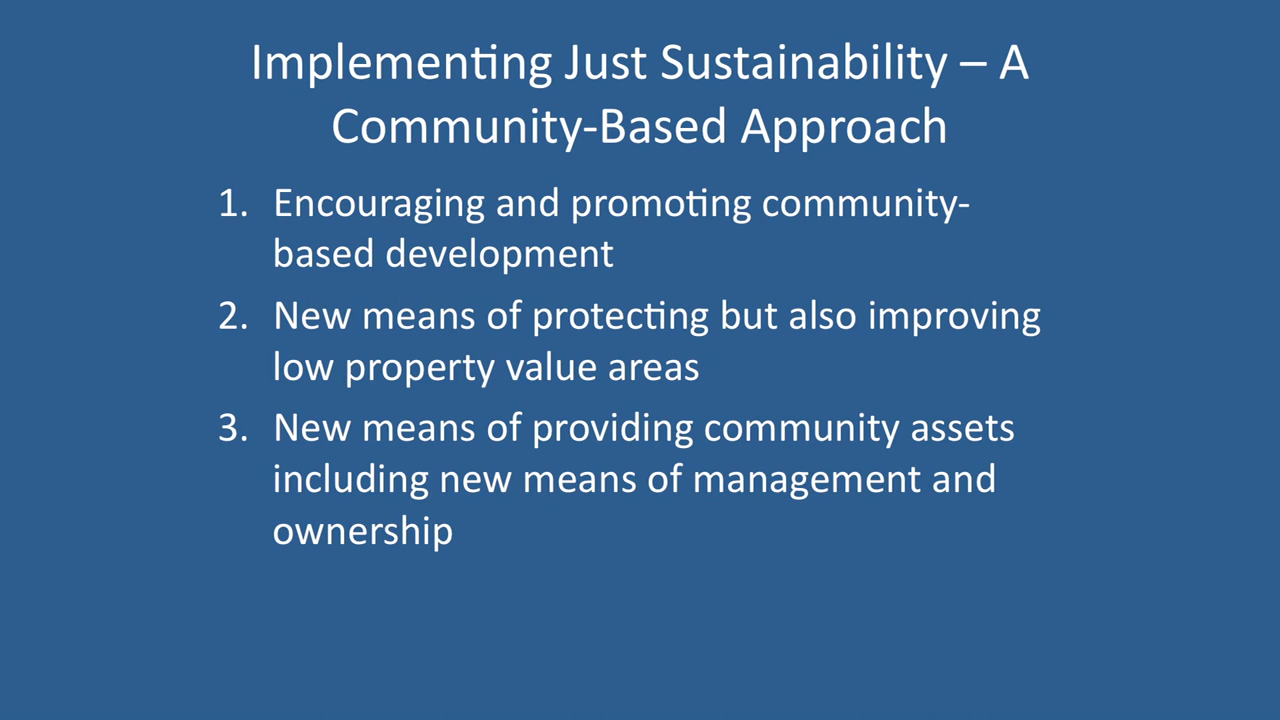 Implementing Just Sustainability – A
Community-Based Approach
1. Encouraging and promoting community-
based development
2. New means of protecting but also improving
low property value areas
3. New means of providing community assets
including new means of management and
ownership